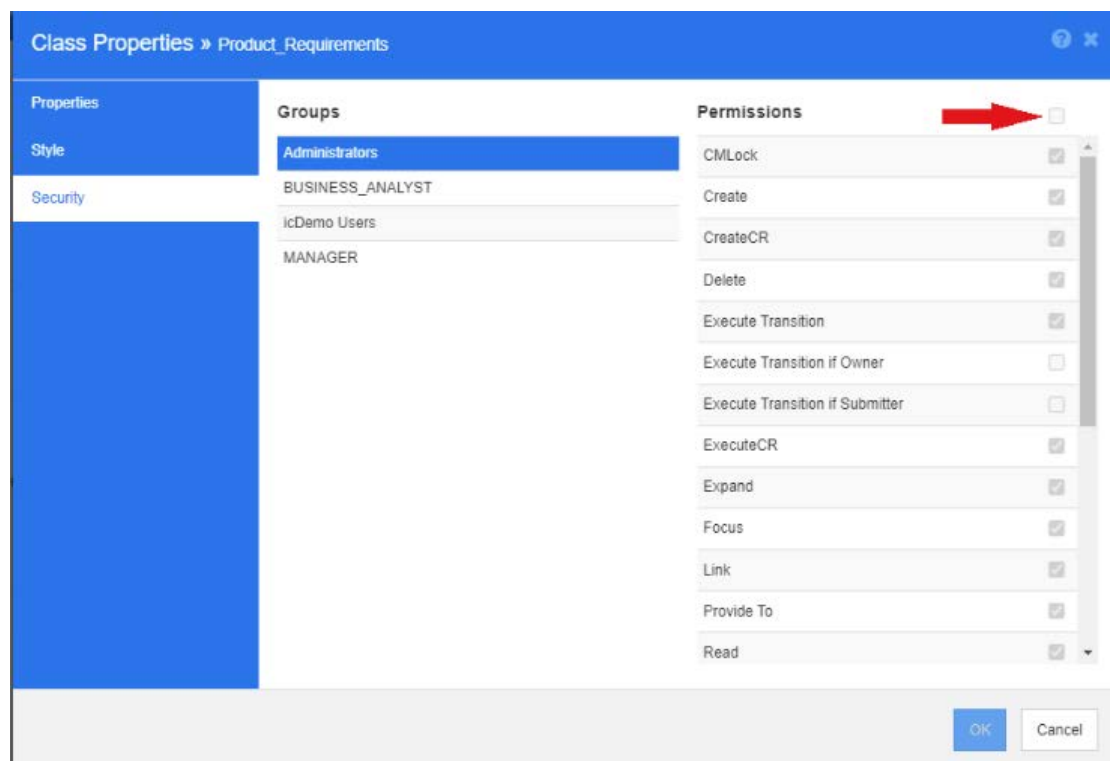 Class Properties » Product_Requirements
Properties
Style
Security
Groups
Administrators
BUSINESS_ANALYST
icDemo Users
MANAGER
Permissions
CMLock
Create
CreateCR
Delete
Execute Transition
Execute Transition if Owner
Execute Transition if Submitter
ExecuteCR
Expand
Focus
Link
Provide To
Read
OK Cancel